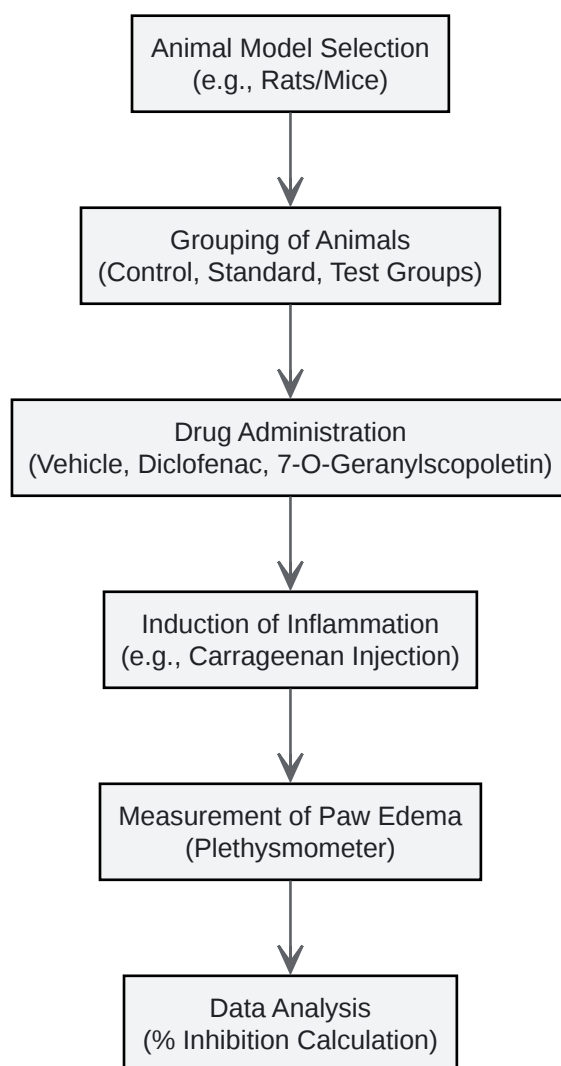 Animal Model Selection
(e.g., Rats/Mice)
Grouping of Animals
(Control, Standard, Test Groups)
Drug Administration
(Vehicle, Diclofenac, 7-O-Geranylscopoletin)
Induction of Inflammation
(e.g., Carrageenan Injection)
Measurement of Paw Edema
(Plethysmometer)
Data Analysis
(% Inhibition Calculation)